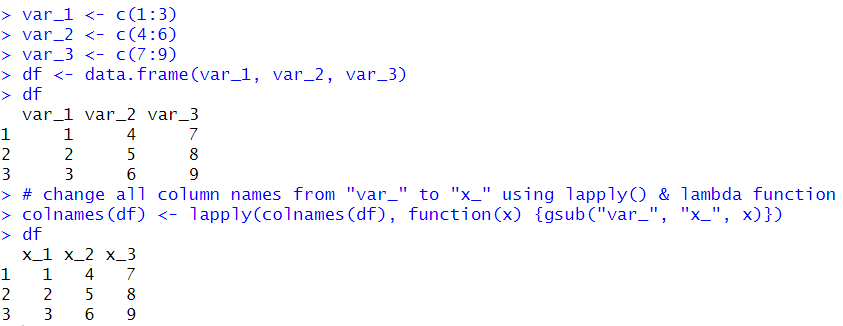 > var_1 <- c(1:3)
> var_2 <- c(4:6)
> var_3 <- c(7:9)
> df <- data.frame(var_1, var_2, var_3)
> df
  var_1 var_2 var_3
1     1     4     7
2     2     5     8
3     3     6     9
> # change all column names from "var_" to "x_" using lapply() & lambda function
> colnames(df) <- lapply(colnames(df), function(x) {gsub("var_", "x_", x)})
> df
  x_1 x_2 x_3
1   1   4   7
2   2   5   8
3   3   6   9